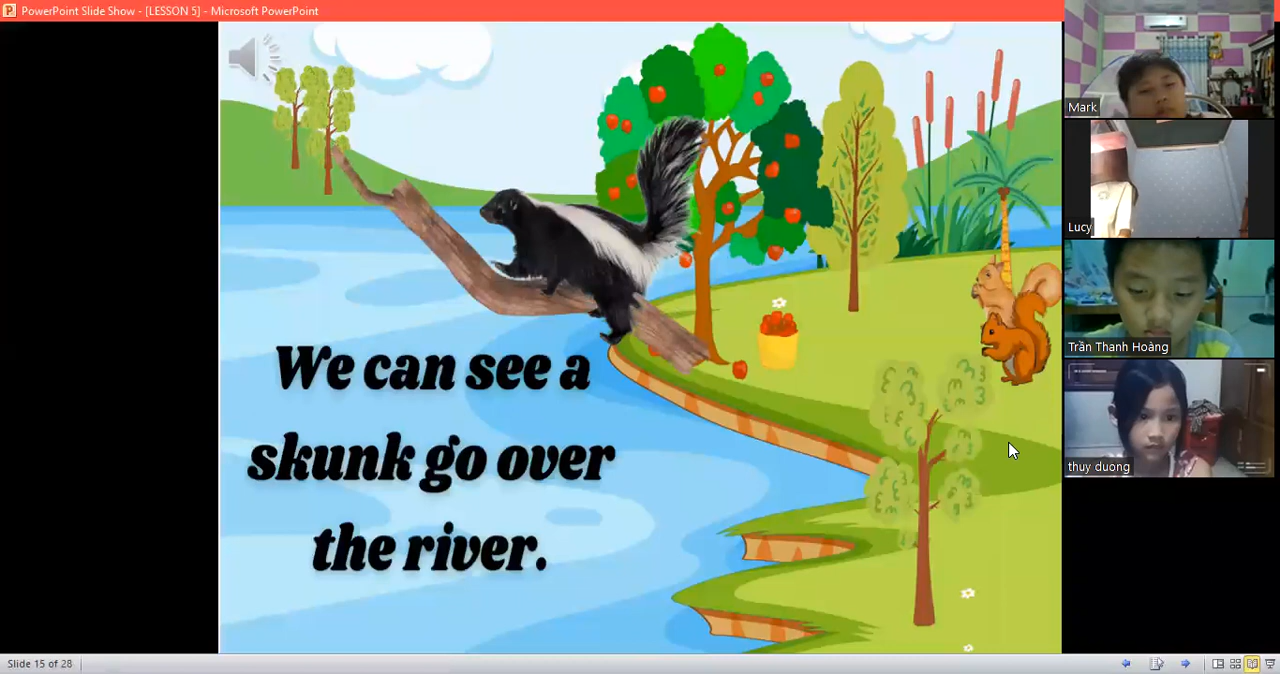 PowerPoint Slide Show - [LESSON 5] - Microsoft PowerPoint
We can see a
skunk go over
the river.
Mark
Lucy
Trần Thanh Hoàng
thuy duong
Slide 15 of 28